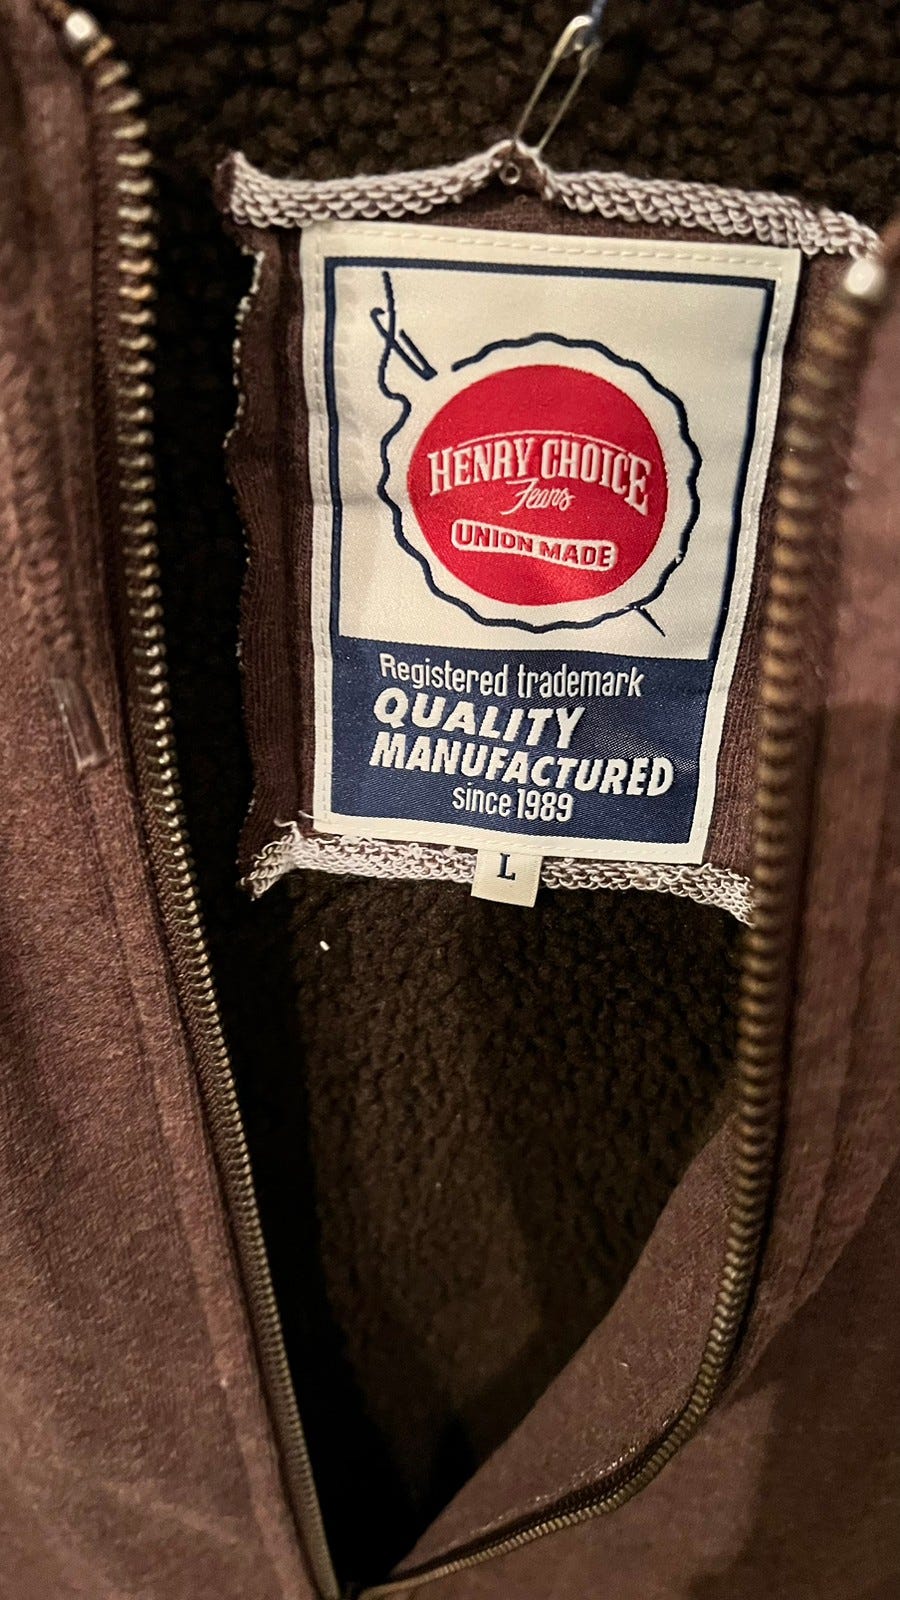 HENRY CHOICE
Jeans
UNION MADE
Registered trademark
QUALITY
MANUFACTURED
since 1989
L